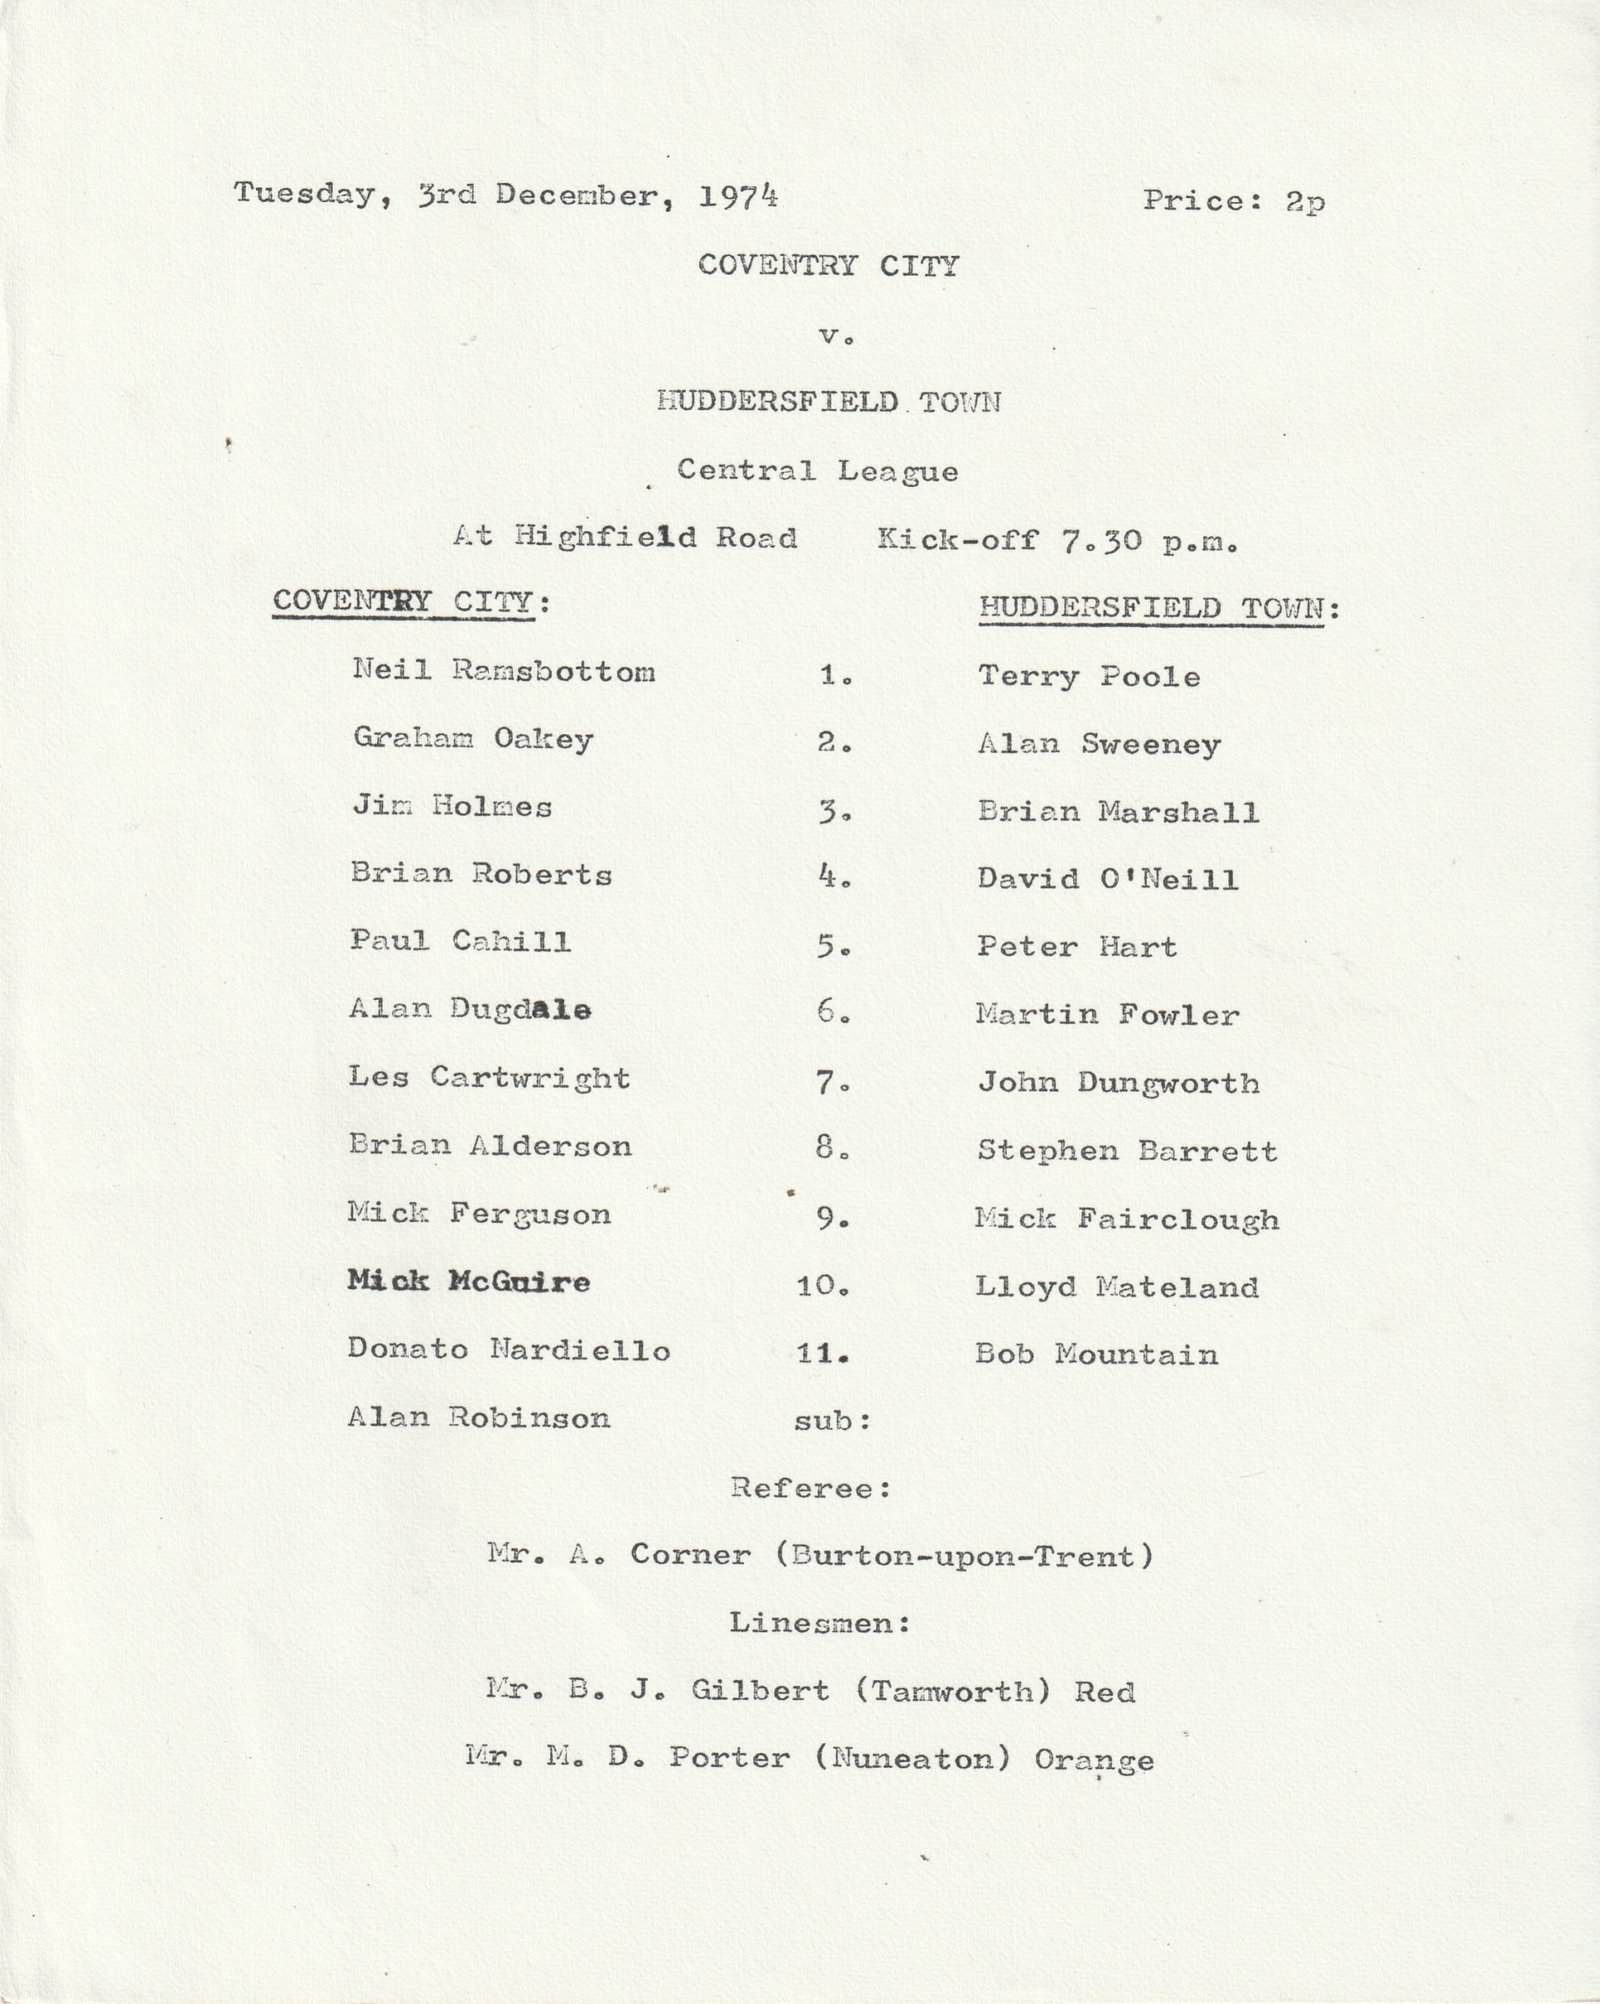 Tuesday, 3rd December, 1974 Price: 2p
COVENTRY CITY
v.
HUDDERSFIELD TOWN
Central League
At Highfield Road Kick-off 7.30 p.m.
COVENTRY CITY: HUDDERSFIELD TOWN:
Neil Ramsbottom 1. Terry Poole
Graham Oakey 2. Alan Sweeney
Jim Holmes 3. Brian Marshall
Brian Roberts 4. David O'Neill
Paul Cahill 5. Peter Hart
Alan Dugdale 6. Martin Fowler
Les Cartwright 7. John Dungworth
Brian Alderson 8. Stephen Barrett
Mick Ferguson 9. Mick Fairclough
Mick McGuire 10. Lloyd Mateland
Donato Nardiello 11. Bob Mountain
Alan Robinson sub:
Referee:
Mr. A. Corner (Burton-upon-Trent)
Linesmen:
Mr. B. J. Gilbert (Tamworth) Red
Mr. M. D. Porter (Nuneaton) Orange